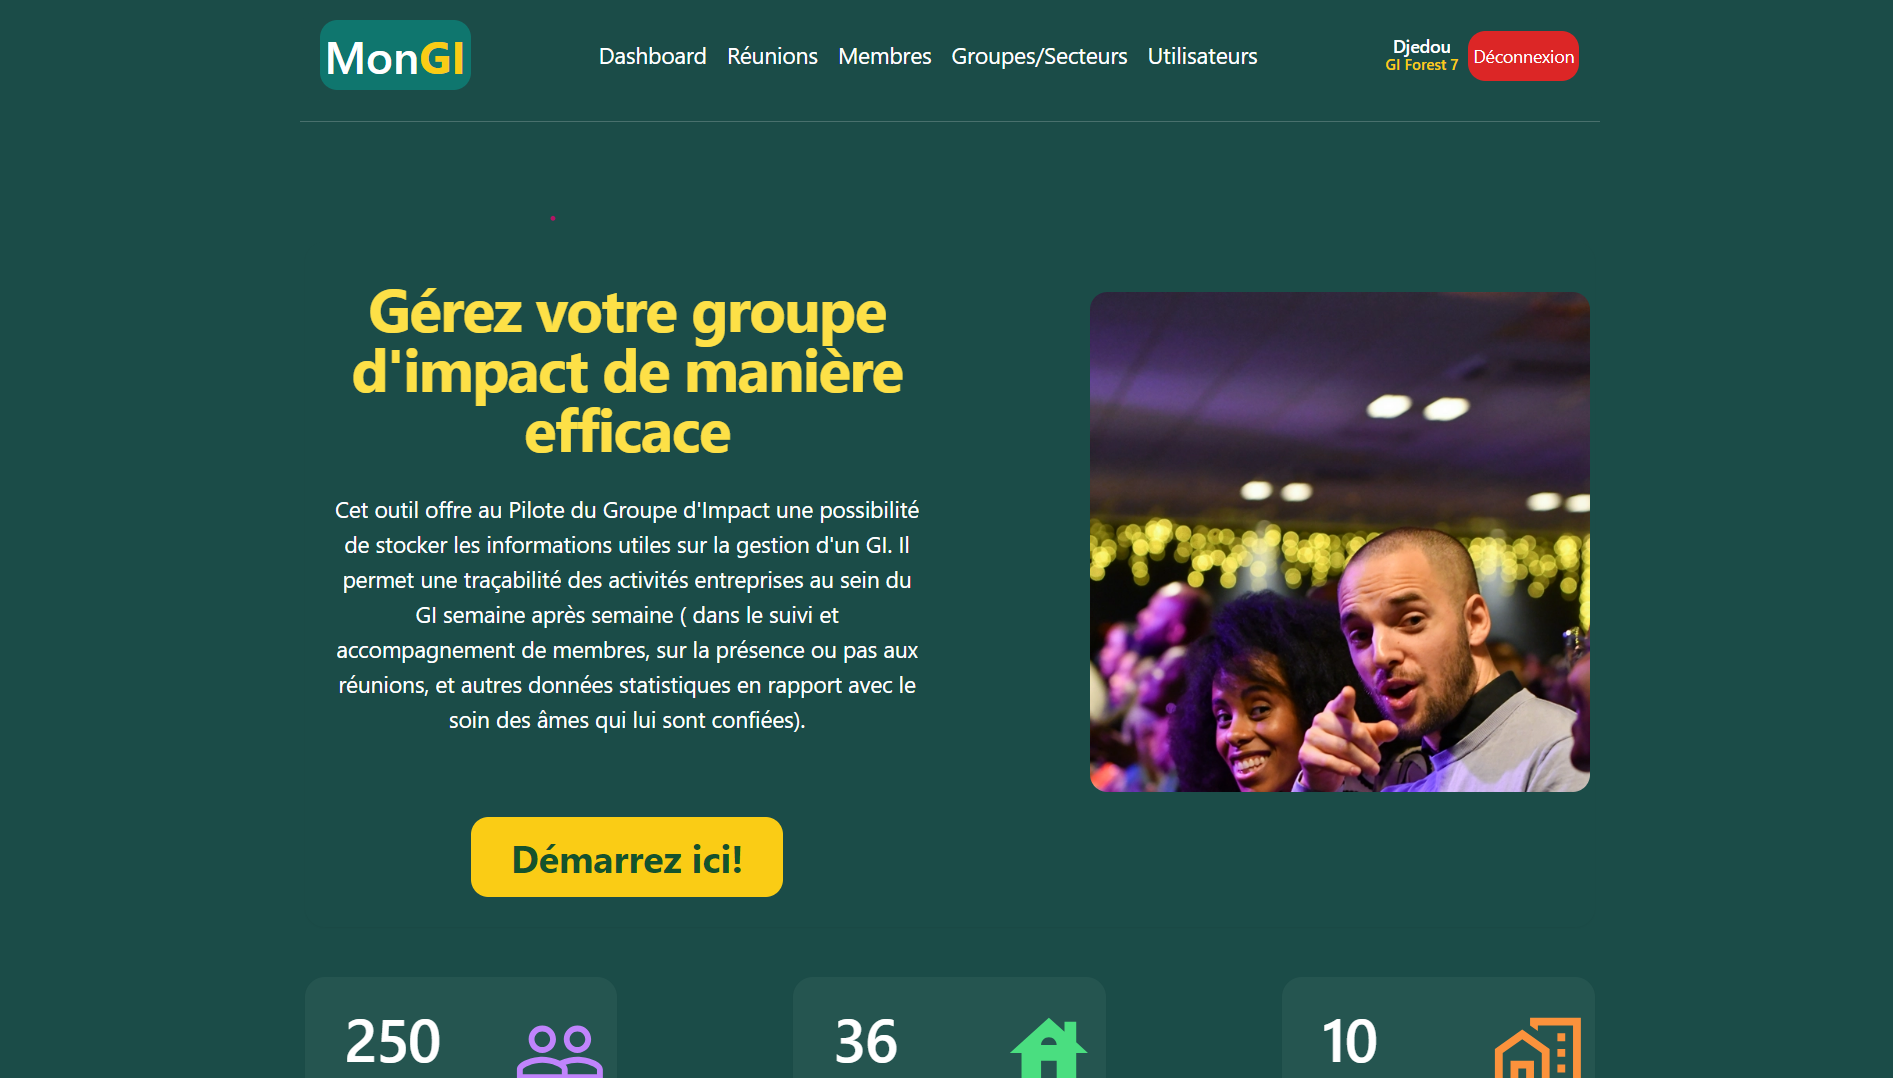 MonGI
Dashboard Réunions Membres Groupes/Secteurs Utilisateurs
Djedou
GI Forest 7
Déconnexion
Gérez votre groupe
d'impact de manière
efficace
Cet outil offre au Pilote du Groupe d'Impact une possibilité
de stocker les informations utiles sur la gestion d'un GI. Il
permet une traçabilité des activités entreprises au sein du
GI semaine après semaine ( dans le suivi et
accompagnement de membres, sur la présence ou pas aux
réunions, et autres données statistiques en rapport avec le
soin des âmes qui lui sont confiées).
Démarrez ici!
250
36
10